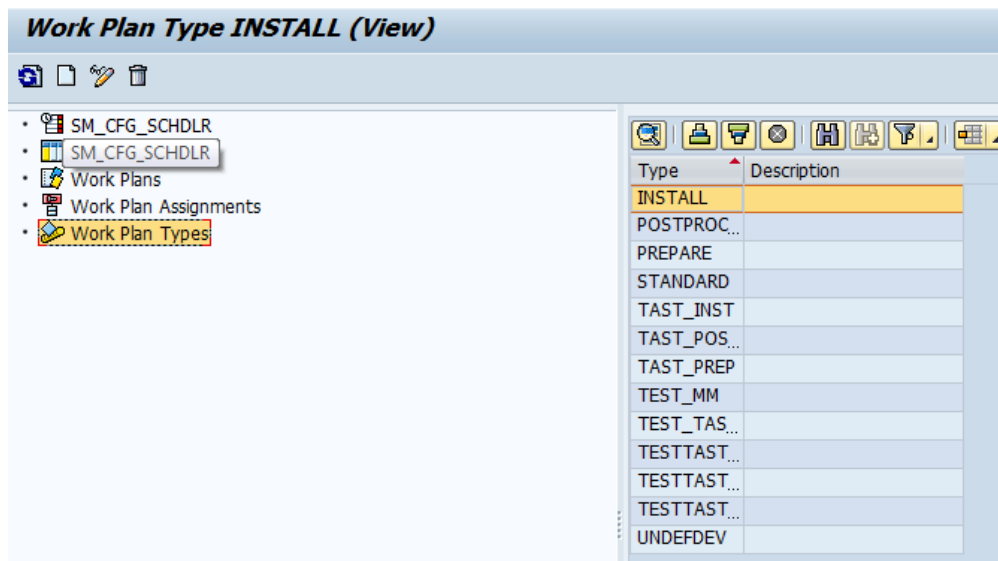 Work Plan Type INSTALL (View)
SM_CFG_SCHDLR
SM_CFG_SCHDLR
Work Plans
Work Plan Assignments
Work Plan Types
Type Description
INSTALL
POSTPROC...
PREPARE
STANDARD
TAST_INST
TAST_POS...
TAST_PREP
TEST_MM
TEST_TAS...
TESTTAST...
TESTTAST...
TESTTAST...
UNDEFDEV